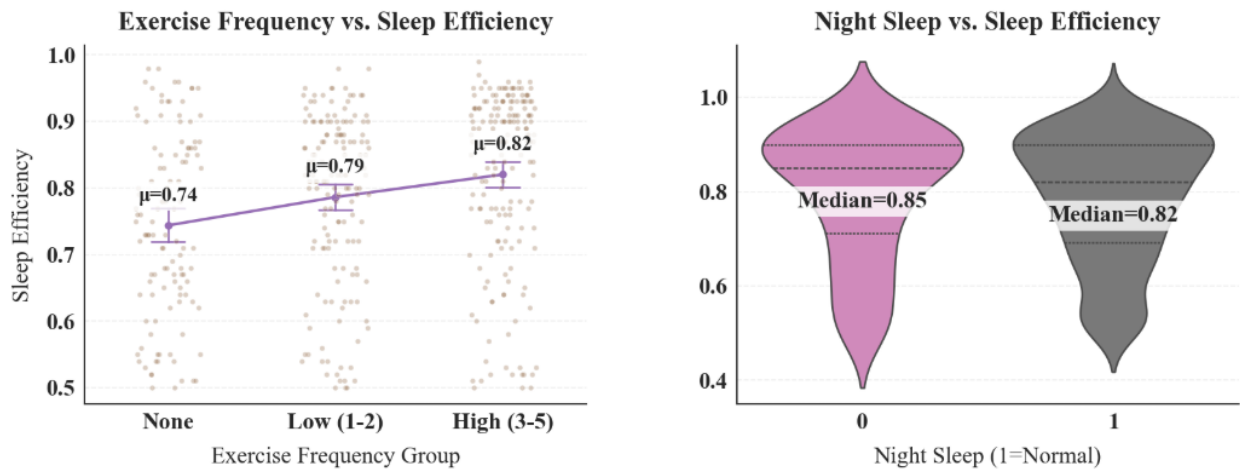 Exercise Frequency vs. Sleep Efficiency
Sleep Efficiency
1.0
0.9
0.8
0.7
0.6
0.5
μ=0.74
μ=0.79
μ=0.82
None
Low (1-2)
High (3-5)
Exercise Frequency Group
Night Sleep vs. Sleep Efficiency
1.0
0.8
0.6
0.4
Median=0.85
Median=0.82
0
1
Night Sleep (1=Normal)